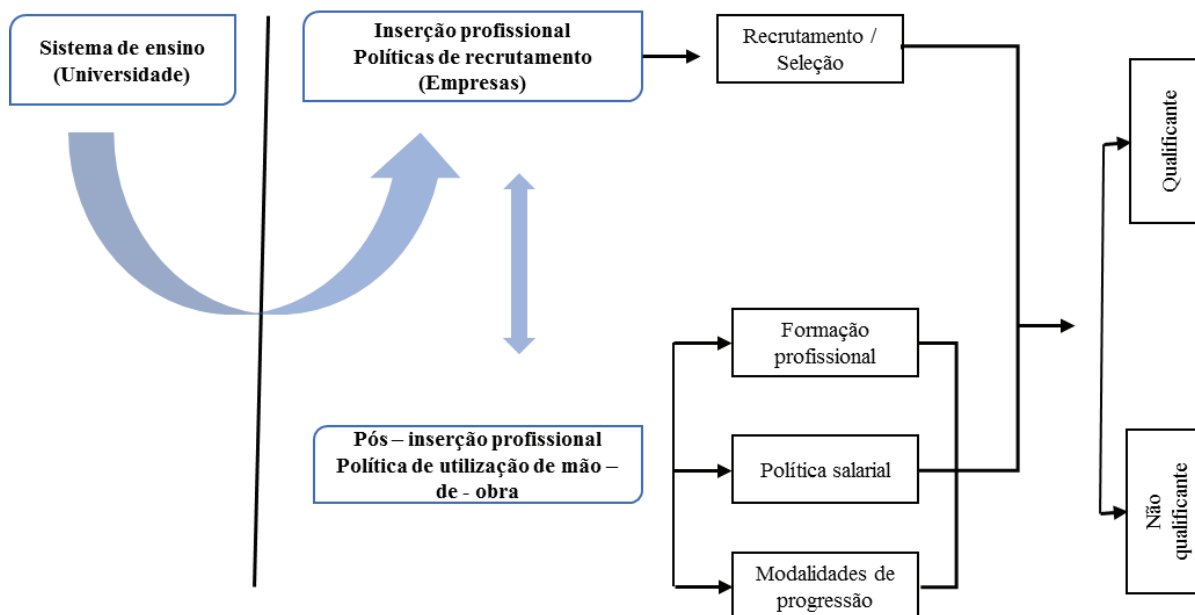 Sistema de ensino
(Universidade)
Inserção profissional
Políticas de recrutamento
(Empresas)
Recrutamento /
Seleção
Qualificante
Formação
profissional
Pós – inserção profissional
Política de utilização de mão –
de - obra
Política salarial
Não
qualificante
Modalidades de
progressão